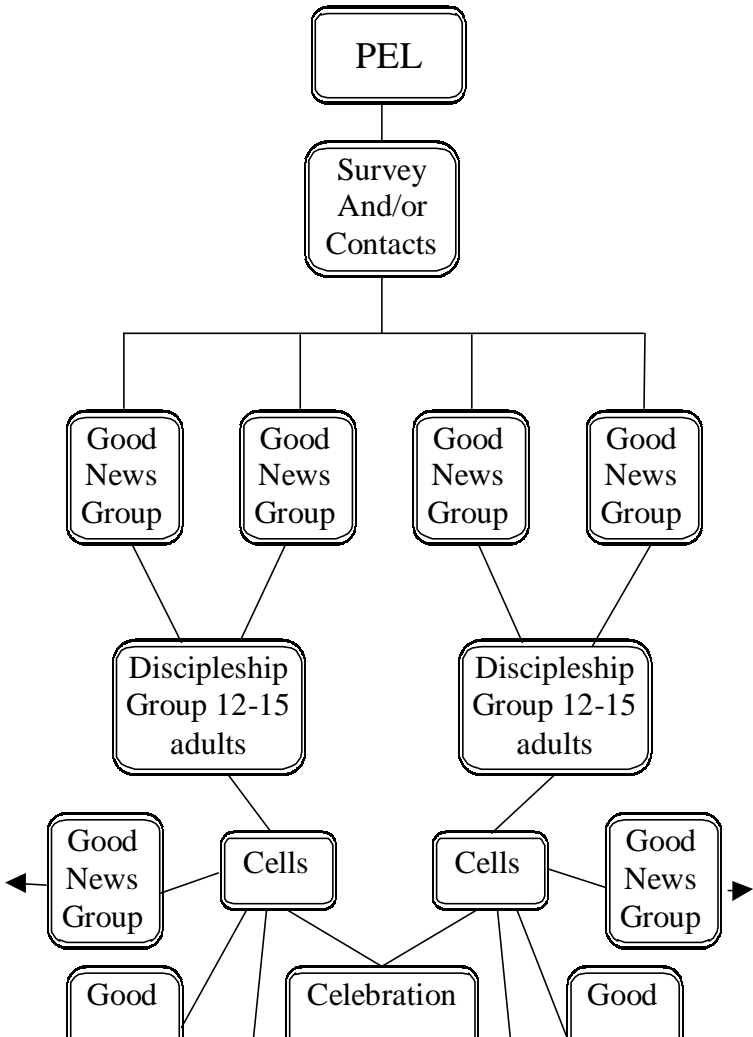 PEL
Survey
And/or
Contacts
Good
News
Group
Good
News
Group
Good
News
Group
Good
News
Group
Discipleship
Group 12-15
adults
Discipleship
Group 12-15
adults
Good
News
Group
Cells
Cells
Good
News
Group
Good
Celebration
Good